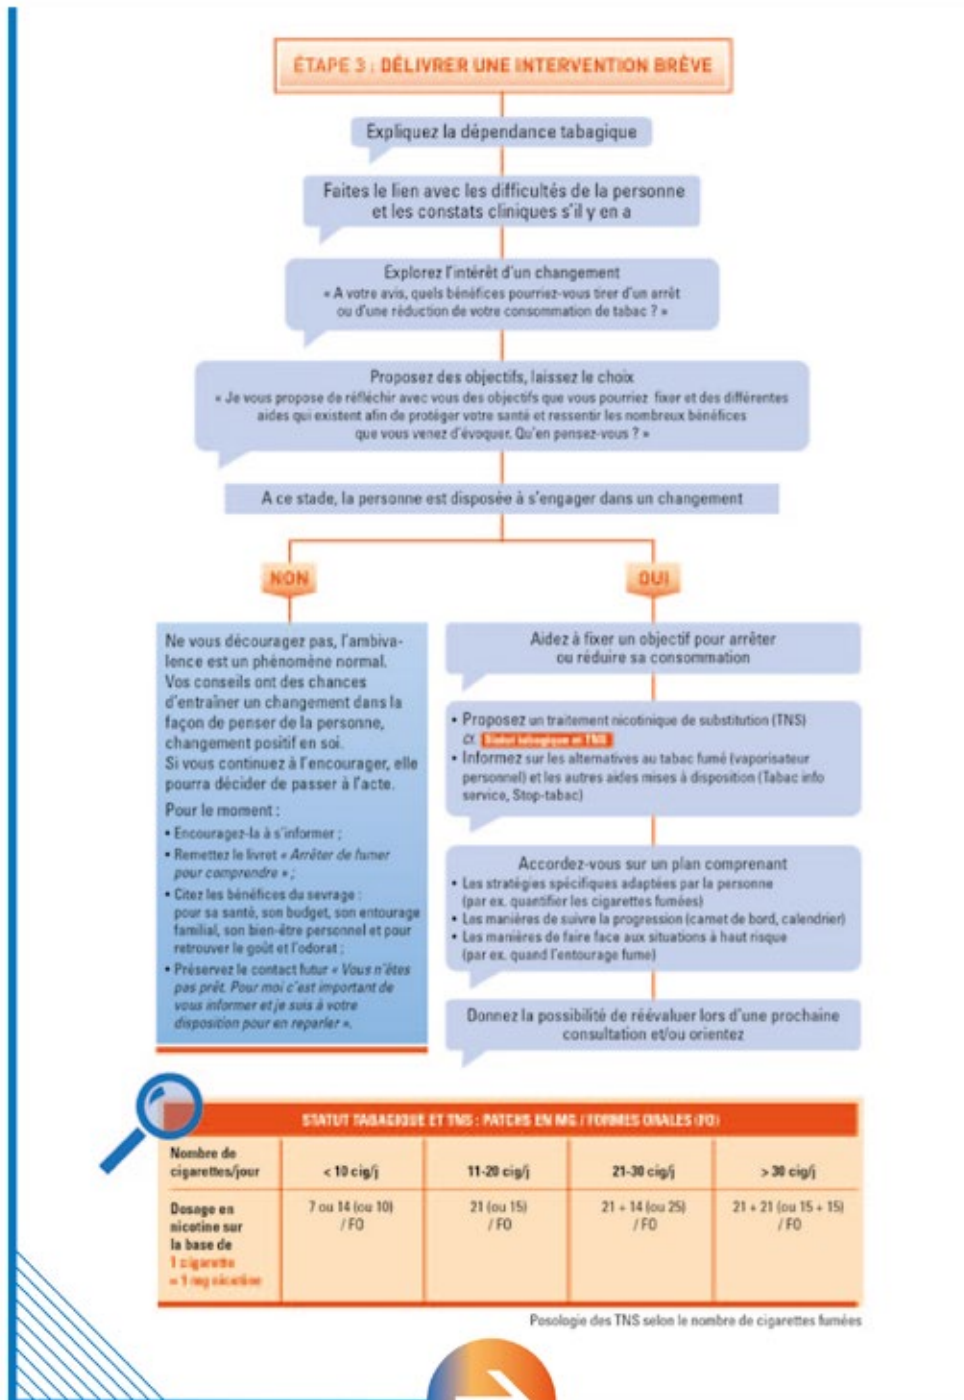 ÉTAPE 3 : DÉLIVRER UNE INTERVENTION BRÈVE
Expliquez la dépendance tabagique
Faites le lien avec les difficultés de la personne
et les constats cliniques s'il y en a
Explorez l'intérêt d'un changement
« A votre avis, quels bénéfices pourriez-vous tirer d'un arrêt
ou d'une réduction de votre consommation de tabac ? »
Proposez des objectifs, laissez le choix
« Je vous propose de réfléchir avec vous des objectifs que vous pourriez fixer et des différentes
aides qui existent afin de protéger votre santé et ressentir les nombreux bénéfices
que vous venez d'évoquer. Qu'en pensez-vous ? »
A ce stade, la personne est disposée à s'engager dans un changement
NON
Ne vous découragez pas, l'ambiva-
lence est un phénomène normal.
Vos conseils ont des chances
d'entraîner un changement dans la
façon de penser de la personne,
changement positif en soi.
Si vous continuez à l'encourager, elle
pourra décider de passer à l'acte.
Pour le moment :
• Encouragez-la à s'informer ;
• Remettez le livret « Arrêter de fumer
pour comprendre » ;
• Citez les bénéfices du sevrage :
pour sa santé, son budget, son entourage
familial, son bien-être personnel et pour
retrouver le goût et l'odorat ;
• Préservez le contact futur « Vous n'êtes
pas prêt. Pour moi c'est important de
vous informer et je suis à votre
disposition pour en reparler ».
OUI
Aidez à fixer un objectif pour arrêter
ou réduire sa consommation
• Proposez un traitement nicotinique de substitution (TNS)
Cf. Statut tabagique et TNS
• Informez sur les alternatives au tabac fumé (vaporisateur
personnel) et les autres aides mises à disposition (Tabac info
service, Stop-tabac)
Accordez-vous sur un plan comprenant
• Les stratégies spécifiques adaptées par la personne
(par ex. quantifier les cigarettes fumées)
• Les manières de suivre la progression (carnet de bord, calendrier)
• Les manières de faire face aux situations à haut risque
(par ex. quand l'entourage fume)
Donnez la possibilité de réévaluer lors d'une prochaine
consultation et/ou orientez
STATUT TABAGIQUE ET TNS : PATCHS EN MG / FORMES ORALES (FO)
Nombre de
cigarettes/jour
< 10 cig/j
11-20 cig/j
21-30 cig/j
> 30 cig/j
Dosage en
nicotine sur
la base de
1 cigarette
= 1 mg nicotine
7 ou 14 (ou 10)
/ FO
21 (ou 15)
/ FO
21 + 14 (ou 25)
/ FO
21 + 21 (ou 15 + 15)
/ FO
Posologie des TNS selon le nombre de cigarettes fumées